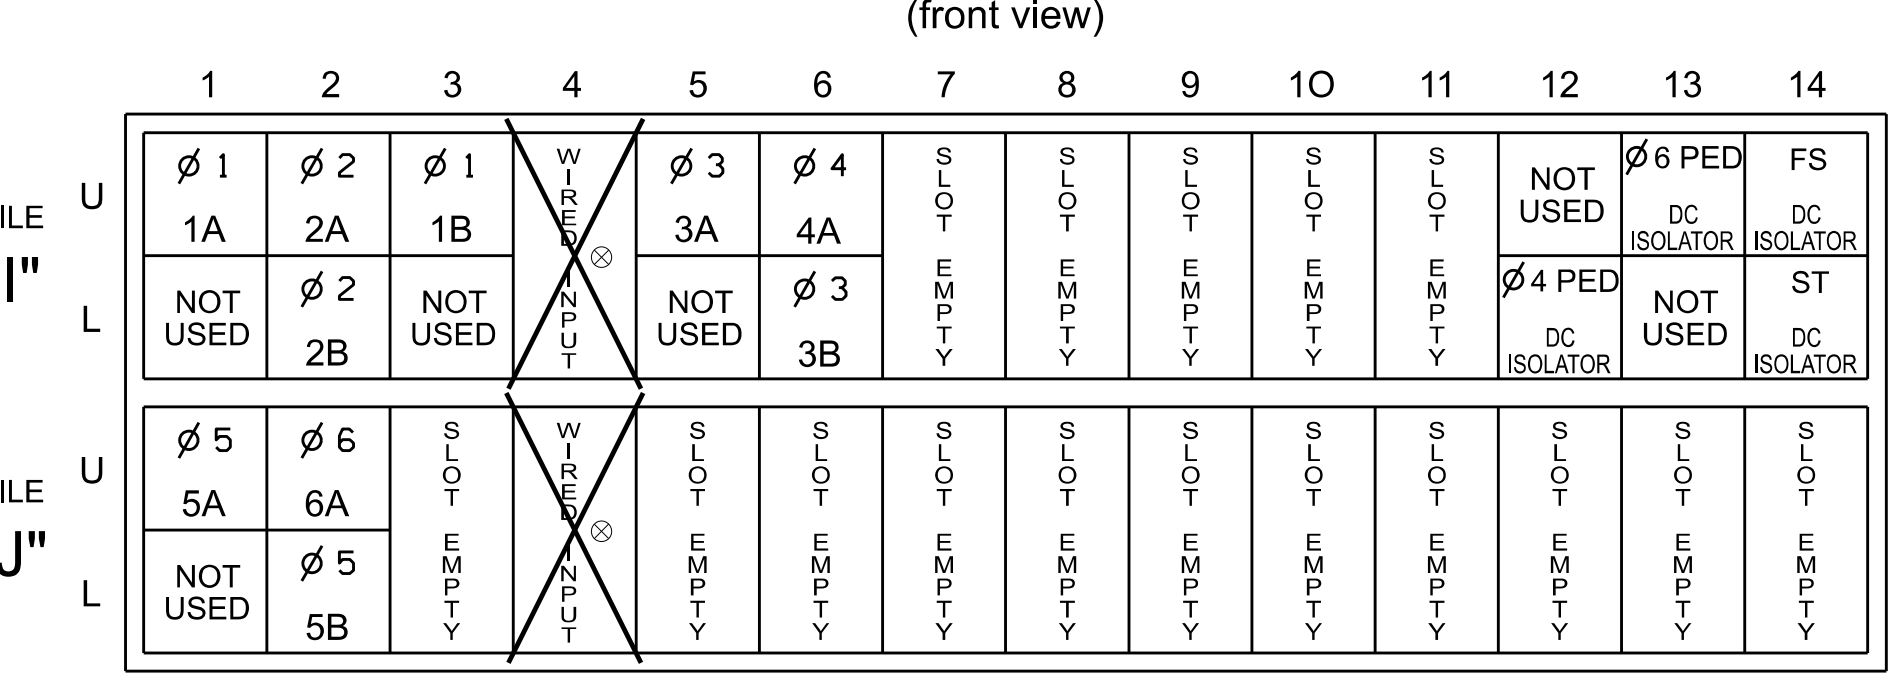 (front view)
1 2 3 4 5 6 7 8 9 10 11 12 13 14
ILE
I"
U
L
ø 1
1A
NOT
USED
ø 2
2A
ø 2
2B
ø 1
1B
NOT
USED
WIRED INPUT
⊗
ø 3
3A
NOT
USED
ø 4
4A
ø 3
3B
SLOT EMPTY
SLOT EMPTY
SLOT EMPTY
SLOT EMPTY
SLOT EMPTY
NOT
USED
ø 4 PED
DC
ISOLATOR
ø 6 PED
DC
ISOLATOR
NOT
USED
FS
DC
ISOLATOR
ST
DC
ISOLATOR
ILE
J"
U
L
ø 5
5A
NOT
USED
ø 6
6A
ø 5
5B
SLOT EMPTY
WIRED INPUT
⊗
SLOT EMPTY
SLOT EMPTY
SLOT EMPTY
SLOT EMPTY
SLOT EMPTY
SLOT EMPTY
SLOT EMPTY
SLOT EMPTY
SLOT EMPTY
SLOT EMPTY